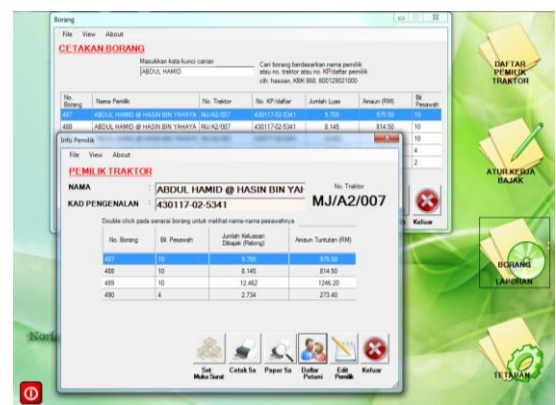 Borang
File View About
CETAKAN BORANG
Masukkan kata kunci carian
ABDUL HAMID
Cari borang berdasarkan nama pemilik
atau no. traktor atau no. KP/daftar pemilik
cth: hassan, KBK 868, 600129021000
No. Borang Nama Pemilik No. Traktor No. KP/daftar Jumlah Luas Amaun (RM) Bil. Pesawah
487 ABDUL HAMID @ HASIN BIN YAHAYA MJ/A2/007 430117-02-5341 9.755 975.50 10
488 ABDUL HAMID @ HASIN BIN YAHAYA MJ/A2/007 430117-02-5341 8.145 814.50 10
10
4
2
Keluar
Info Pemilik
File View About
PEMILIK TRAKTOR
NAMA : ABDUL HAMID @ HASIN BIN YAH
No. Traktor
MJ/A2/007
KAD PENGENALAN : 430117-02-5341
Double click pada senarai borang untuk melihat nama-nama pesawahnya
No. Borang Bil. Pesawah Jumlah Keluasan Dibajak (Relong) Amaun Tuntutan (RM)
487 10 9.755 975.50
488 10 8.145 814.50
489 10 12.462 1246.20
490 4 2.734 273.40
Set Muka Surat
Cetak Sa
Papar Sa
Daftar Petani
Edit Pemilik
Keluar
DAFTAR
PEMILIK
TRAKTOR
ATUR KERJA
BAJAK
BORANG
LAPORAN
TETAPAN